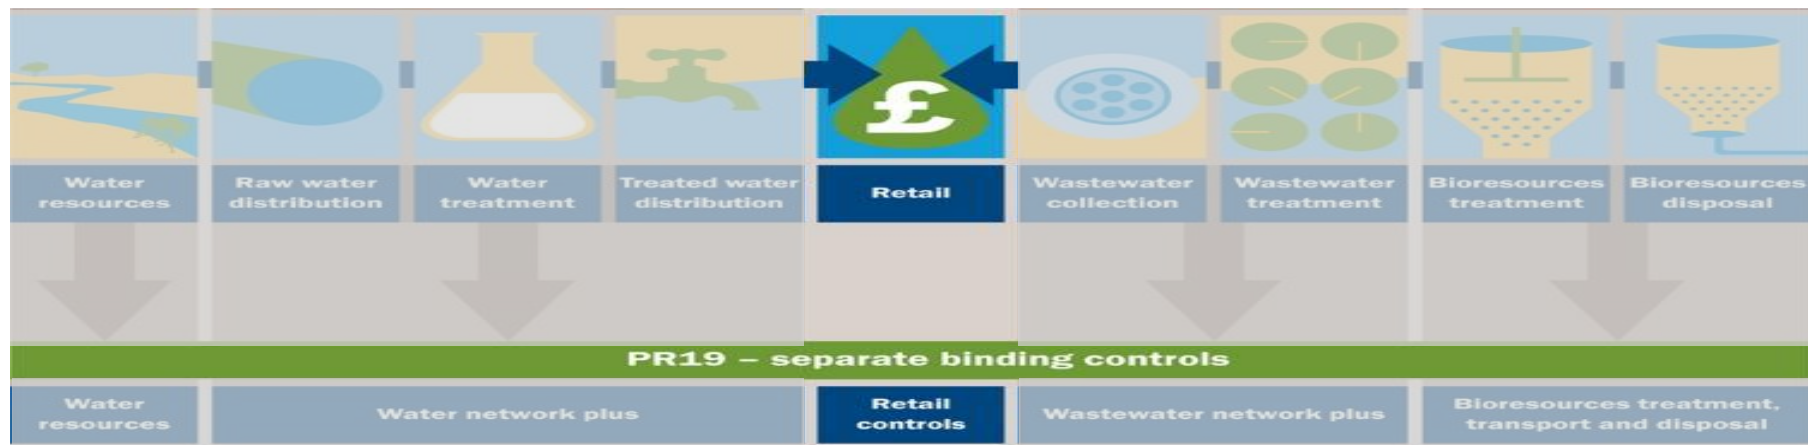 Water
resources
Raw water
distribution
Water
treatment
Treated water
distribution
£
Retail
Wastewater
collection
Wastewater
treatment
Bioresources
treatment
Bioresources
disposal
PR19 – separate binding controls
Water
resources
Water network plus
Retail
controls
Wastewater network plus
Bioresources treatment,
transport and disposal